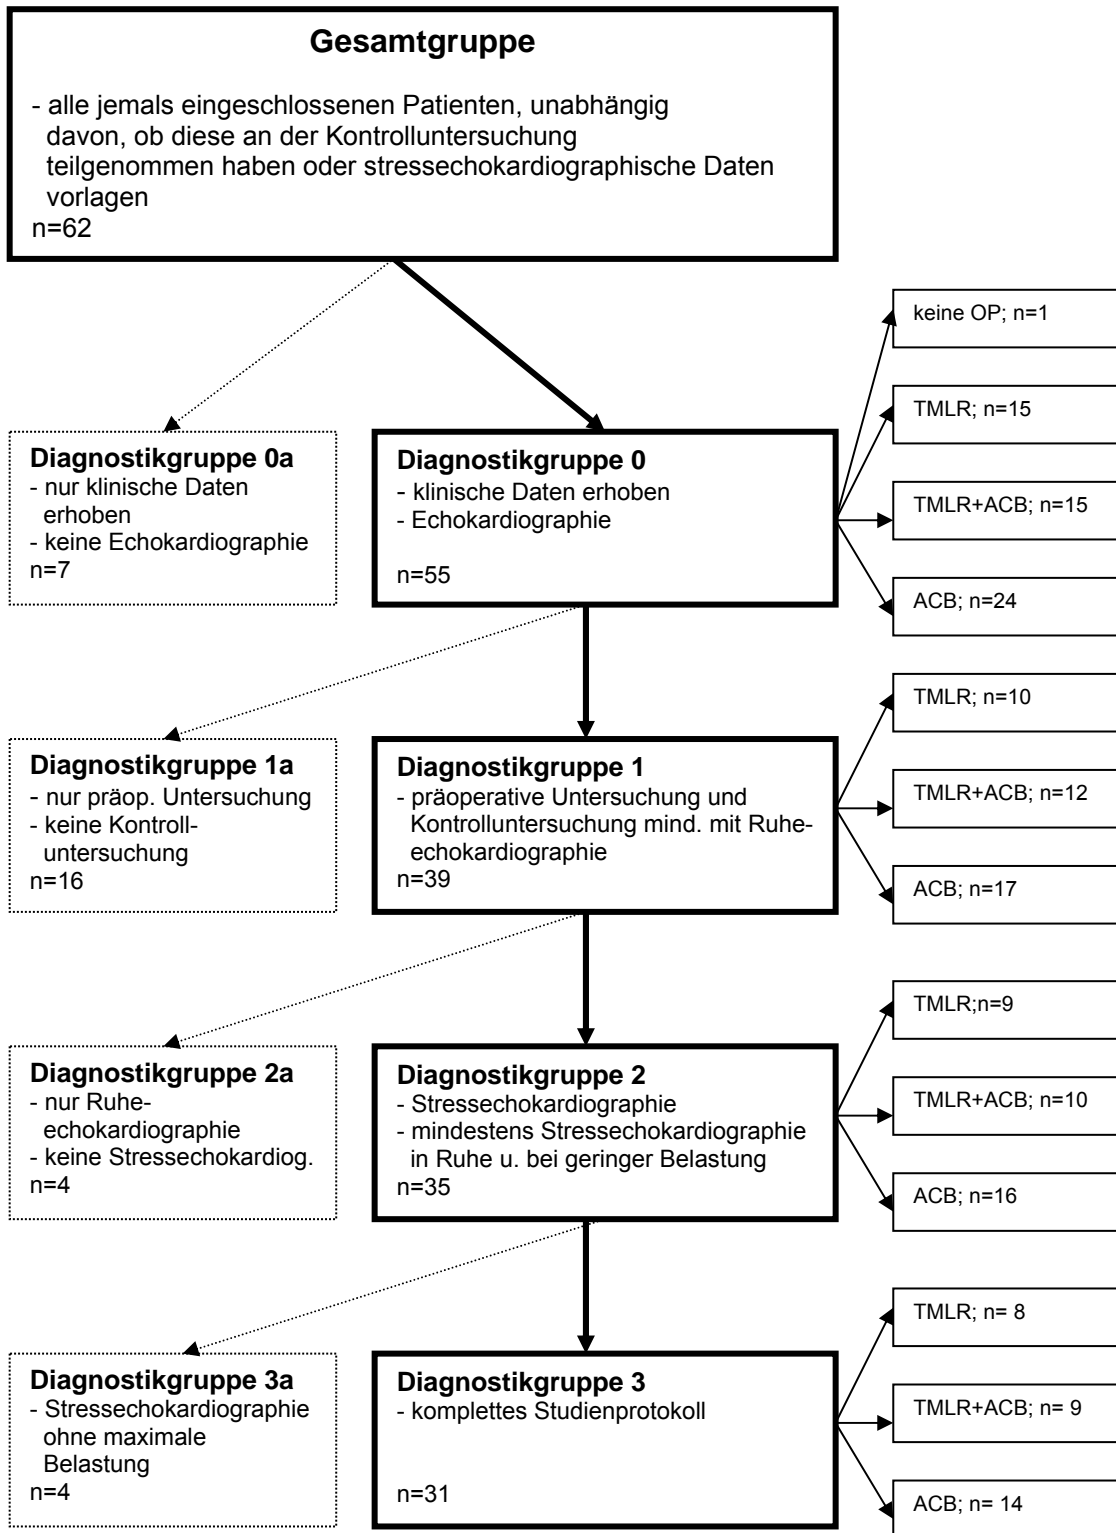 Gesamtgruppe
- alle jemals eingeschlossenen Patienten, unabhängig
davon, ob diese an der Kontrolluntersuchung
teilgenommen haben oder stressechokardiographische Daten
vorlagen
n=62
keine OP; n=1
TMLR; n=15
TMLR+ACB; n=15
ACB; n=24
Diagnostikgruppe 0a
- nur klinische Daten
erhoben
- keine Echokardiographie
n=7
Diagnostikgruppe 0
- klinische Daten erhoben
- Echokardiographie
n=55
TMLR; n=10
TMLR+ACB; n=12
ACB; n=17
Diagnostikgruppe 1a
- nur präop. Untersuchung
- keine Kontroll-
untersuchung
n=16
Diagnostikgruppe 1
- präoperative Untersuchung und
Kontrolluntersuchung mind. mit Ruhe-
echokardiographie
n=39
TMLR;n=9
TMLR+ACB; n=10
ACB; n=16
Diagnostikgruppe 2a
- nur Ruhe-
echokardiographie
- keine Stressechokardiog.
n=4
Diagnostikgruppe 2
- Stressechokardiographie
- mindestens Stressechokardiographie
in Ruhe u. bei geringer Belastung
n=35
TMLR; n= 8
TMLR+ACB; n= 9
ACB; n= 14
Diagnostikgruppe 3a
- Stressechokardiographie
ohne maximale
Belastung
n=4
Diagnostikgruppe 3
- komplettes Studienprotokoll
n=31